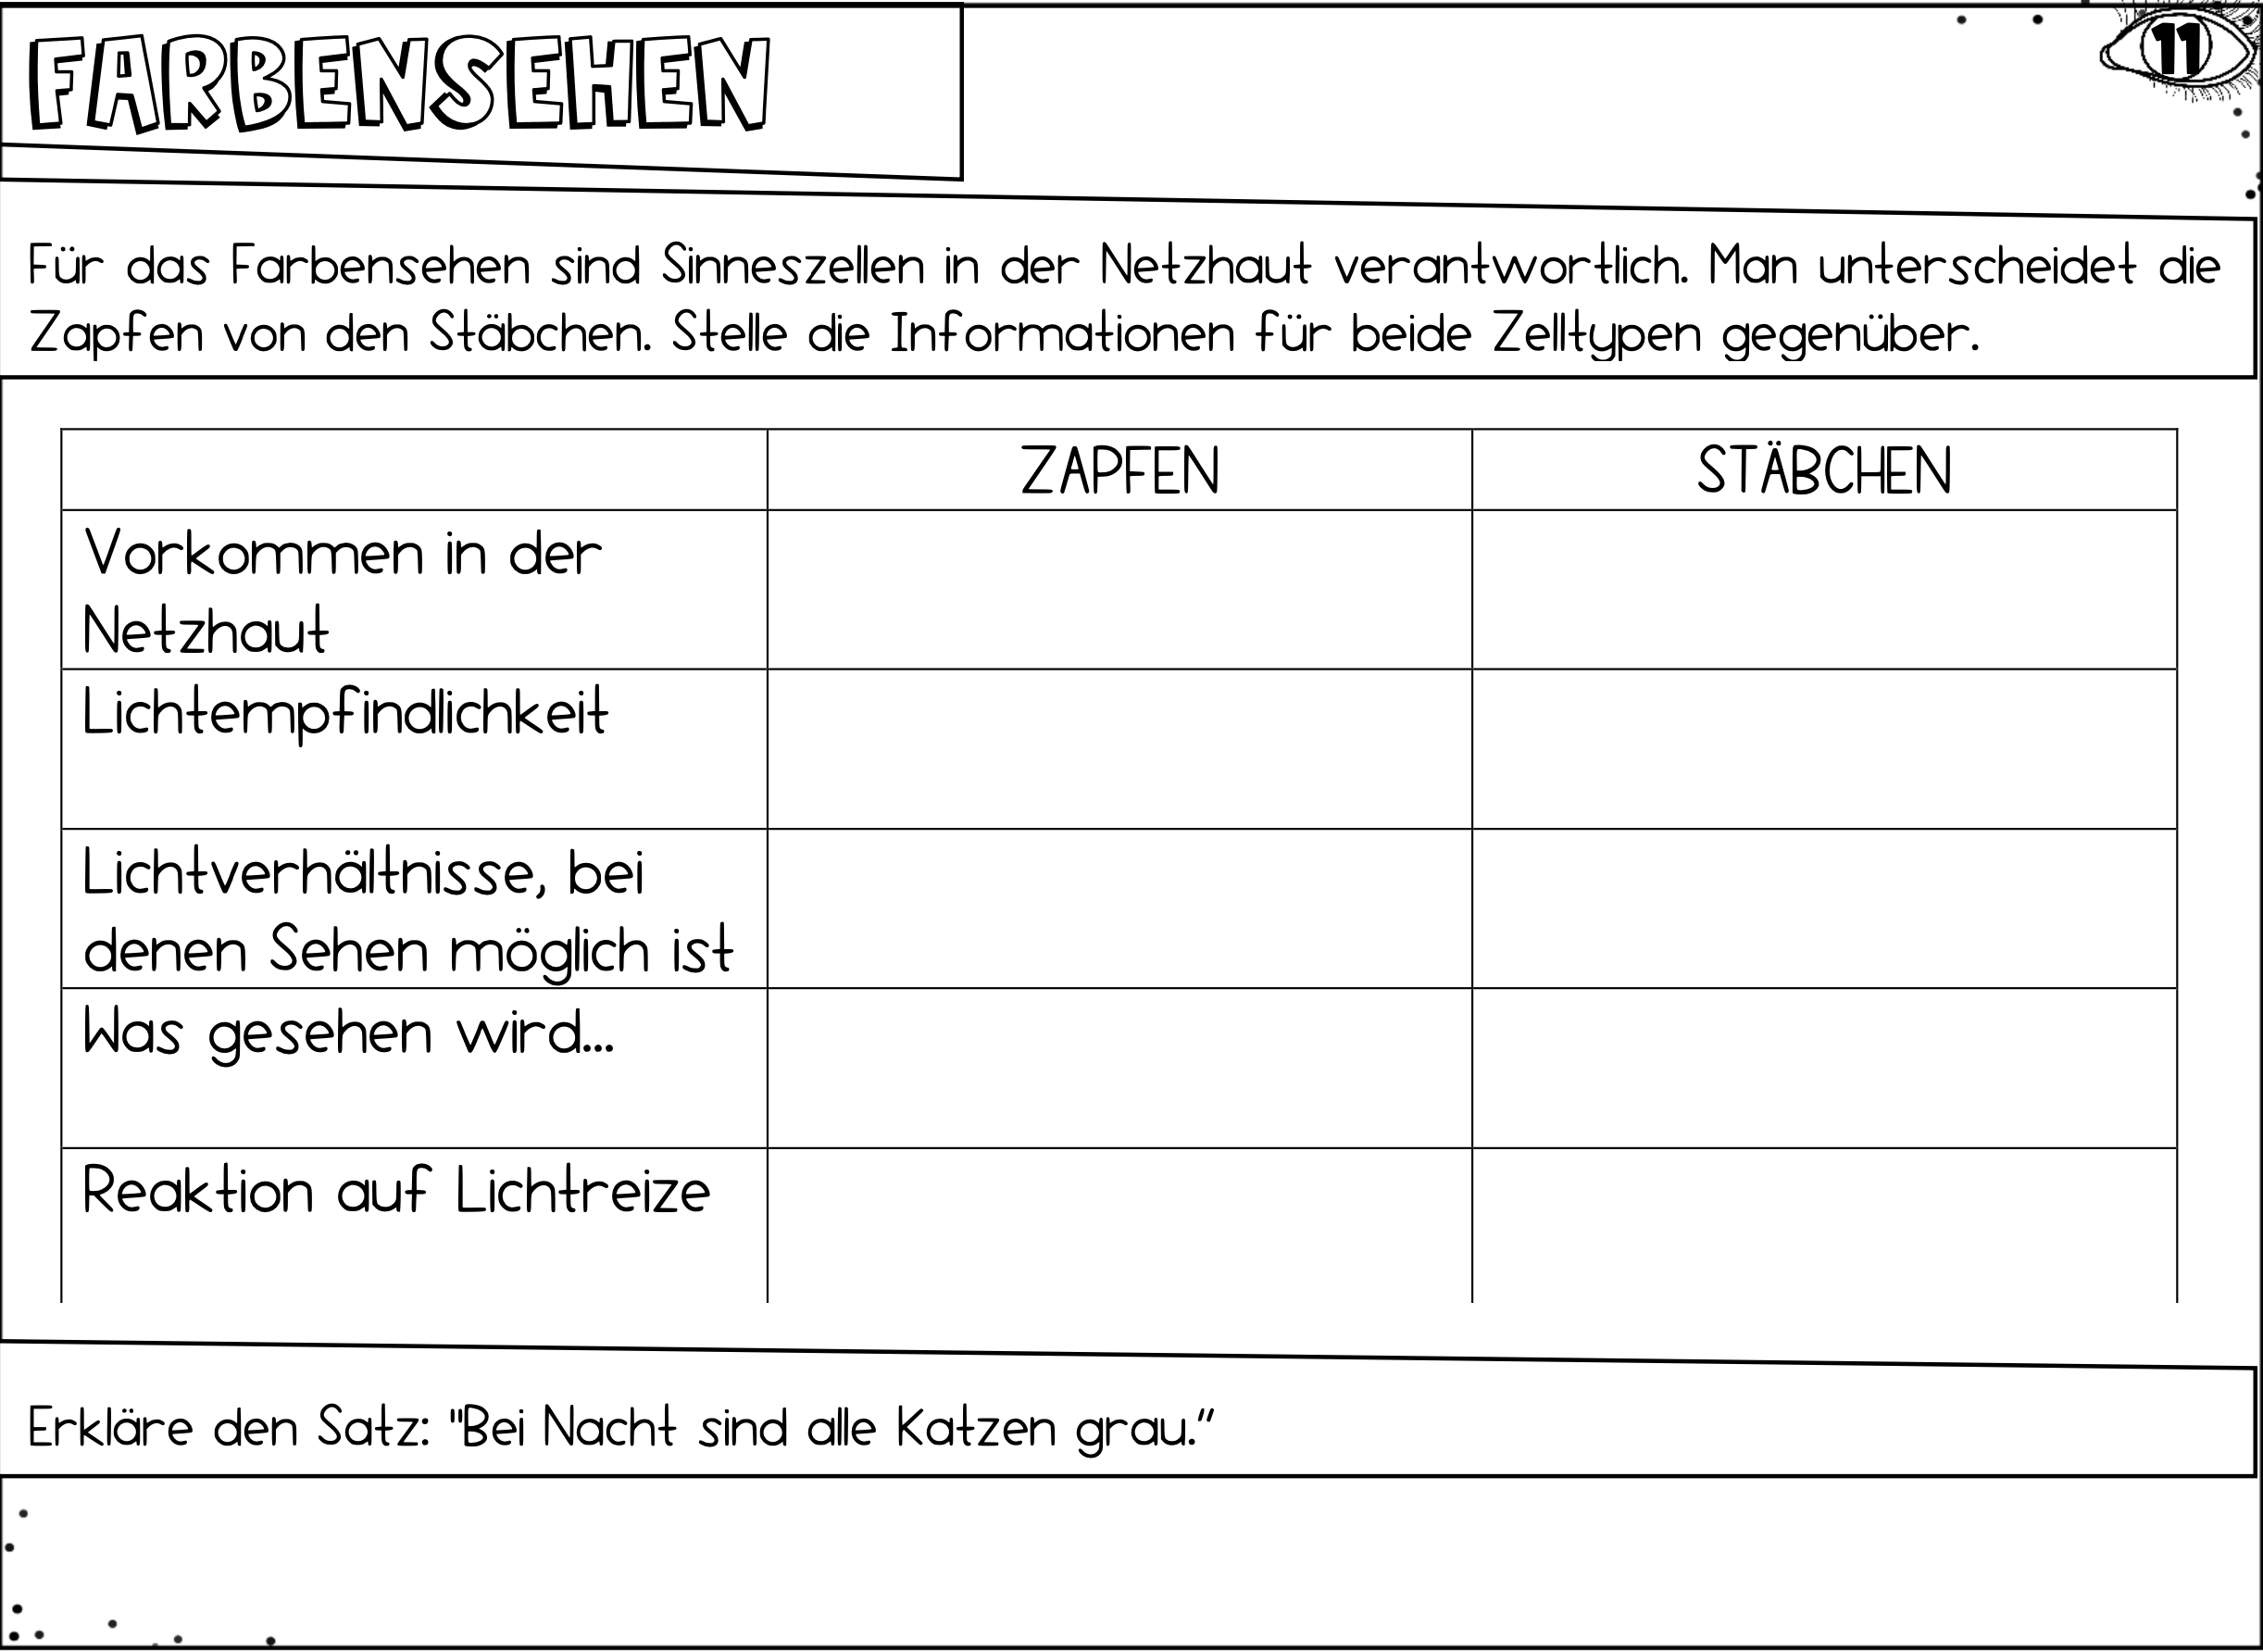 FARBENSEHEN
11
Für das Farbensehen sind Sinneszellen in der Netzhaut verantwortlich. Man unterscheidet die
Zapfen von den Stäbchen. Stelle die Informationen für beide Zelltypen gegenüber.
ZAPFEN STÄBCHEN
Vorkommen in der
Netzhaut
Lichtempfindlichkeit
Lichtverhältnisse, bei
denen Sehen möglich ist
Was gesehen wird...
Reaktion auf Lichtreize
Erkläre den Satz: "Bei Nacht sind alle Katzen grau."